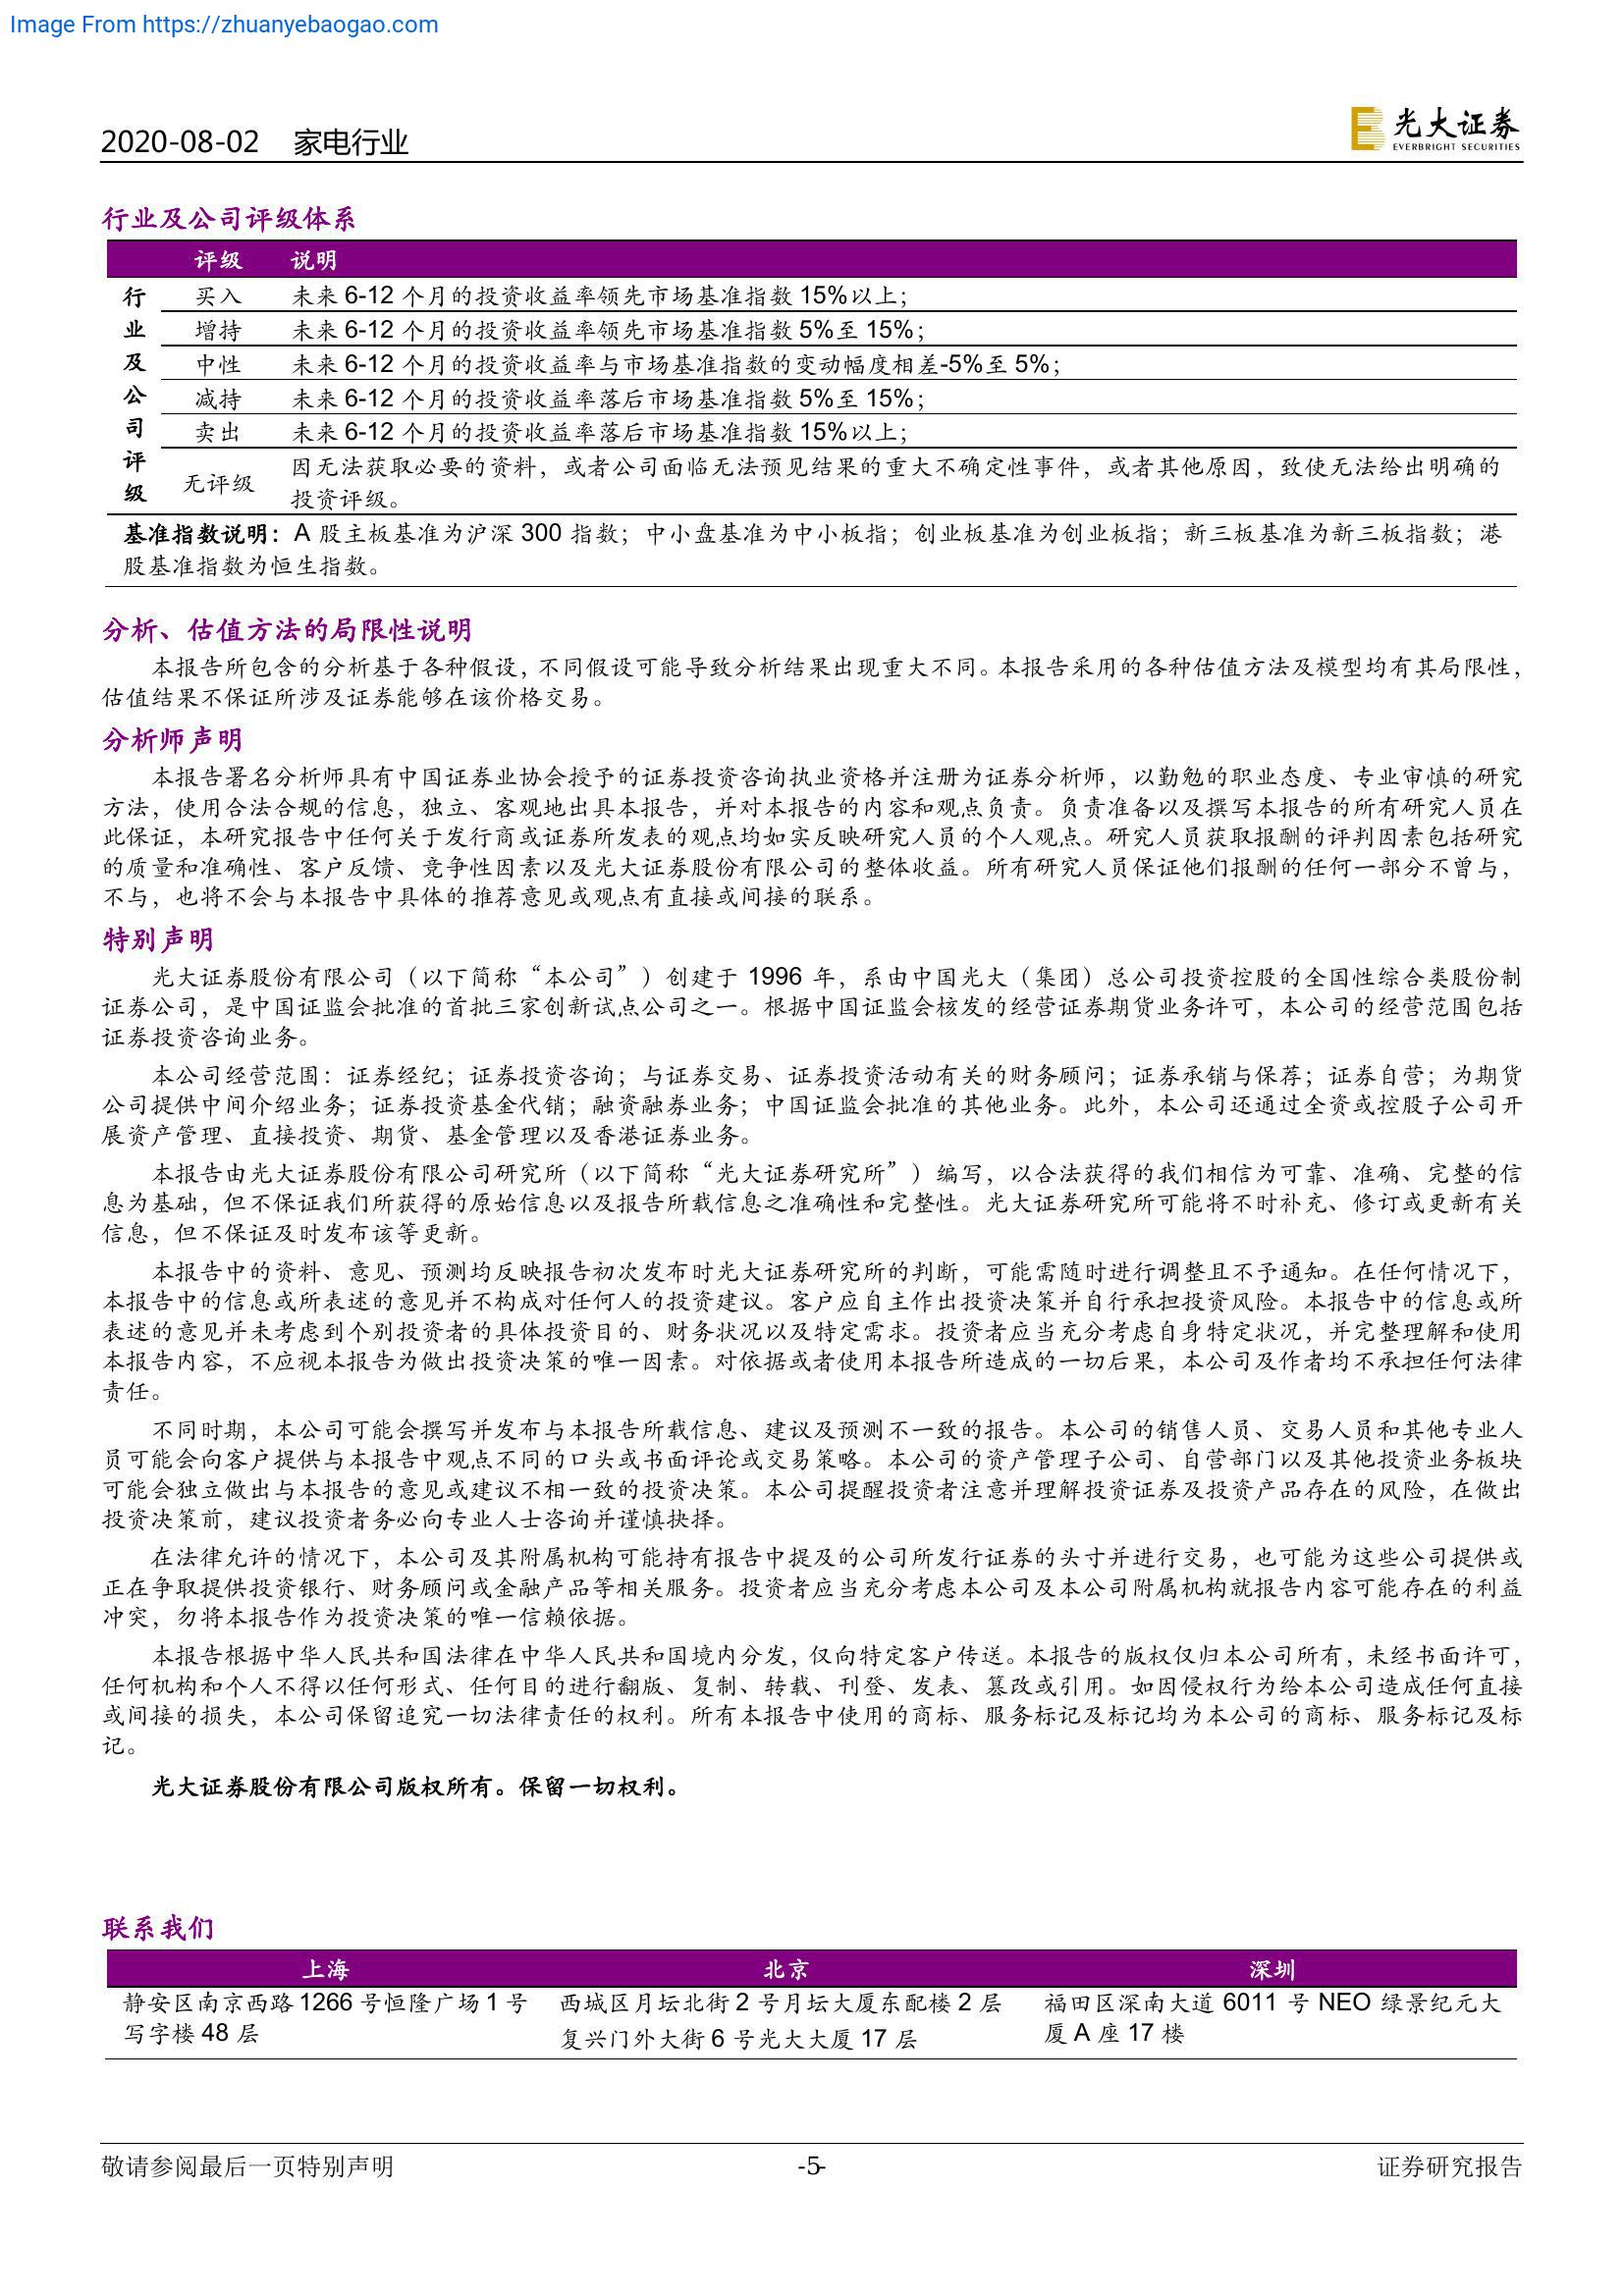 Image From https://zhuanyebaogao.com
2020-08-02 家电行业
光大证券
EVERBRIGHT SECURITIES
行业及公司评级体系
评级 说明
行业及公司评级
买入 未来 6-12 个月的投资收益率领先市场基准指数 15%以上；
增持 未来 6-12 个月的投资收益率领先市场基准指数 5%至 15%；
中性 未来 6-12 个月的投资收益率与市场基准指数的变动幅度相差-5%至 5%；
减持 未来 6-12 个月的投资收益率落后市场基准指数 5%至 15%；
卖出 未来 6-12 个月的投资收益率落后市场基准指数 15%以上；
无评级 因无法获取必要的资料，或者公司面临无法预见结果的重大不确定性事件，或者其他原因，致使无法给出明确的
投资评级。
基准指数说明：A 股主板基准为沪深 300 指数；中小盘基准为中小板指；创业板基准为创业板指；新三板基准为新三板指数；港
股基准指数为恒生指数。
分析、估值方法的局限性说明
本报告所包含的分析基于各种假设，不同假设可能导致分析结果出现重大不同。本报告采用的各种估值方法及模型均有其局限性，
估值结果不保证所涉及证券能够在该价格交易。
分析师声明
本报告署名分析师具有中国证券业协会授予的证券投资咨询执业资格并注册为证券分析师，以勤勉的职业态度、专业审慎的研究
方法，使用合法合规的信息，独立、客观地出具本报告，并对本报告的内容和观点负责。负责准备以及撰写本报告的所有研究人员在
此保证，本研究报告中任何关于发行商或证券所发表的观点均如实反映研究人员的个人观点。研究人员获取报酬的评判因素包括研究
的质量和准确性、客户反馈、竞争性因素以及光大证券股份有限公司的整体收益。所有研究人员保证他们报酬的任何一部分不曾与，
不与，也将不会与本报告中具体的推荐意见或观点有直接或间接的联系。
特别声明
光大证券股份有限公司（以下简称“本公司”）创建于 1996 年，系由中国光大（集团）总公司投资控股的全国性综合类股份制
证券公司，是中国证监会批准的首批三家创新试点公司之一。根据中国证监会核发的经营证券期货业务许可，本公司的经营范围包括
证券投资咨询业务。
本公司经营范围：证券经纪；证券投资咨询；与证券交易、证券投资活动有关的财务顾问；证券承销与保荐；证券自营；为期货
公司提供中间介绍业务；证券投资基金代销；融资融券业务；中国证监会批准的其他业务。此外，本公司还通过全资或控股子公司开
展资产管理、直接投资、期货、基金管理以及香港证券业务。
本报告由光大证券股份有限公司研究所（以下简称“光大证券研究所”）编写，以合法获得的我们相信为可靠、准确、完整的信
息为基础，但不保证我们所获得的原始信息以及报告所载信息之准确性和完整性。光大证券研究所可能将不时补充、修订或更新有关
信息，但不保证及时发布该等更新。
本报告中的资料、意见、预测均反映报告初次发布时光大证券研究所的判断，可能需随时进行调整且不予通知。在任何情况下，
本报告中的信息或所表述的意见并不构成对任何人的投资建议。客户应自主作出投资决策并自行承担投资风险。本报告中的信息或所
表述的意见并未考虑到个别投资者的具体投资目的、财务状况以及特定需求。投资者应当充分考虑自身特定状况，并完整理解和使用
本报告内容，不应视本报告为做出投资决策的唯一因素。对依据或者使用本报告所造成的一切后果，本公司及作者均不承担任何法律
责任。
不同时期，本公司可能会撰写并发布与本报告所载信息、建议及预测不一致的报告。本公司的销售人员、交易人员和其他专业人
员可能会向客户提供与本报告中观点不同的口头或书面评论或交易策略。本公司的资产管理子公司、自营部门以及其他投资业务板块
可能会独立做出与本报告的意见或建议不相一致的投资决策。本公司提醒投资者注意并理解投资证券及投资产品存在的风险，在做出
投资决策前，建议投资者务必向专业人士咨询并谨慎抉择。
在法律允许的情况下，本公司及其附属机构可能持有报告中提及的公司所发行证券的头寸并进行交易，也可能为这些公司提供或
正在争取提供投资银行、财务顾问或金融产品等相关服务。投资者应当充分考虑本公司及本公司附属机构就报告内容可能存在的利益
冲突，勿将本报告作为投资决策的唯一信赖依据。
本报告根据中华人民共和国法律在中华人民共和国境内分发，仅向特定客户传送。本报告的版权仅归本公司所有，未经书面许可，
任何机构和个人不得以任何形式、任何目的进行翻版、复制、转载、刊登、发表、篡改或引用。如因侵权行为给本公司造成任何直接
或间接的损失，本公司保留追究一切法律责任的权利。所有本报告中使用的商标、服务标记及标记均为本公司的商标、服务标记及标
记。
光大证券股份有限公司版权所有。保留一切权利。
联系我们
上海 北京 深圳
静安区南京西路 1266 号恒隆广场 1 号
写字楼 48 层
西城区月坛北街 2 号月坛大厦东配楼 2 层
复兴门外大街 6 号光大大厦 17 层
福田区深南大道 6011 号 NEO 绿景纪元大
厦 A 座 17 楼
敬请参阅最后一页特别声明 -5- 证券研究报告